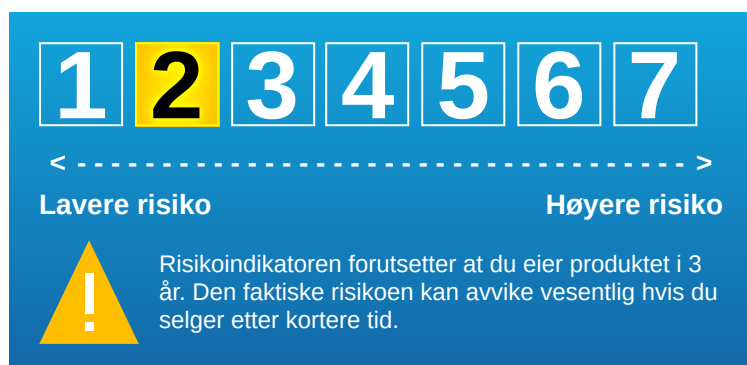 1 2 3 4 5 6 7
< - - - - - - - - - - - - - - - - - - - - - - - - - - - - - - - - - - - - >
Lavere risiko Høyere risiko
!
Risikoindikatoren forutsetter at du eier produktet i 3
år. Den faktiske risikoen kan avvike vesentlig hvis du
selger etter kortere tid.